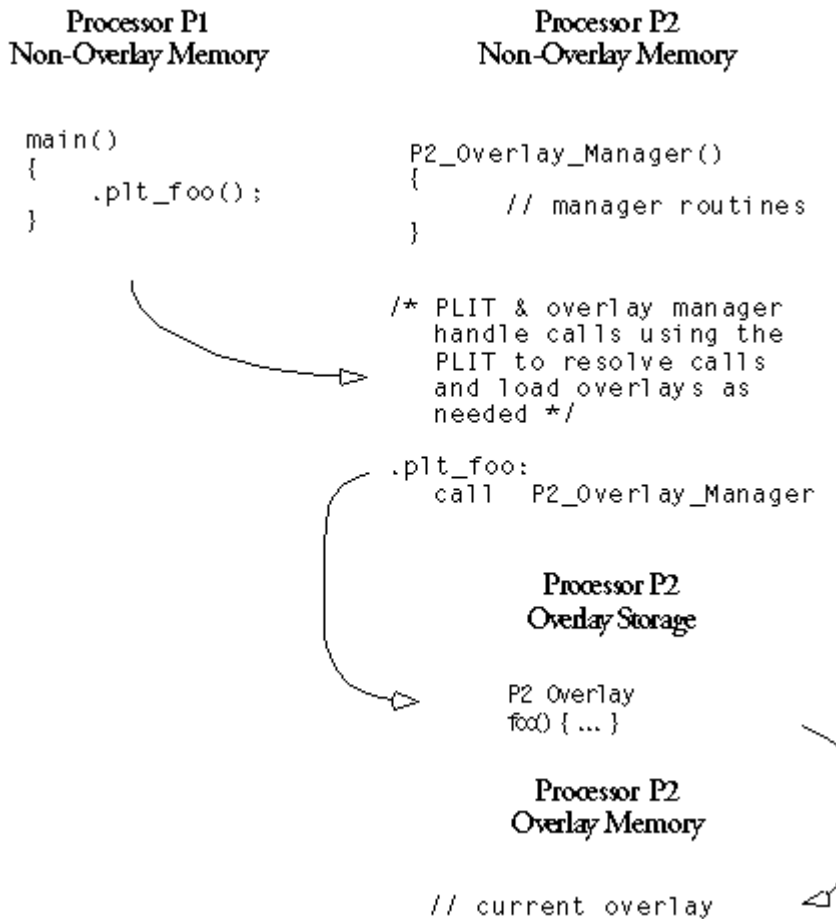 Processor P1
Non-Overlay Memory
main()
{
.plt_foo();
}
Processor P2
Non-Overlay Memory
P2_Overlay_Manager()
{
// manager routines
}
/* PLIT & overlay manager
handle calls using the
PLIT to resolve calls
and load overlays as
needed */
.plt_foo:
call P2_Overlay_Manager
Processor P2
Overlay Storage
P2 Overlay
foo() { ... }
Processor P2
Overlay Memory
// current overlay